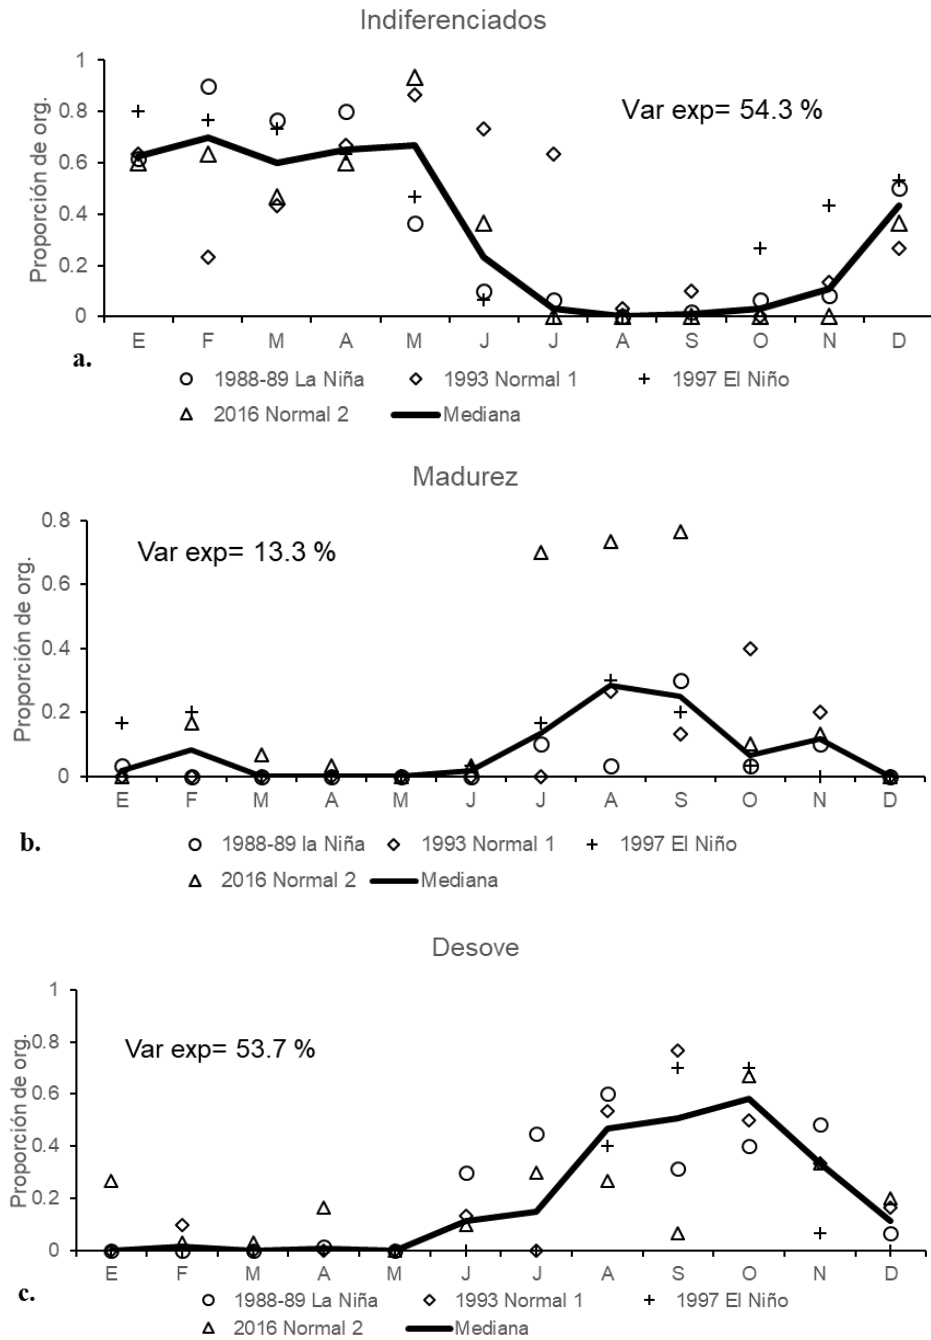 Indiferenciados
Proporción de org.
1
0.8
0.6
0.4
0.2
0
Var exp= 54.3 %
E F M A M J J A S O N D
a.
1988-89 La Niña 1993 Normal 1 1997 El Niño
2016 Normal 2 Mediana
Madurez
Proporción de org.
0.8
0.6
0.4
0.2
0
Var exp= 13.3 %
E F M A M J J A S O N D
b.
1988-89 la Niña 1993 Normal 1 1997 El Niño
2016 Normal 2 Mediana
Desove
Proporción de org.
1
0.8
0.6
0.4
0.2
0
Var exp= 53.7 %
E F M A M J J A S O N D
c.
1988-89 La Niña 1993 Normal 1 1997 El Niño
2016 Normal 2 Mediana